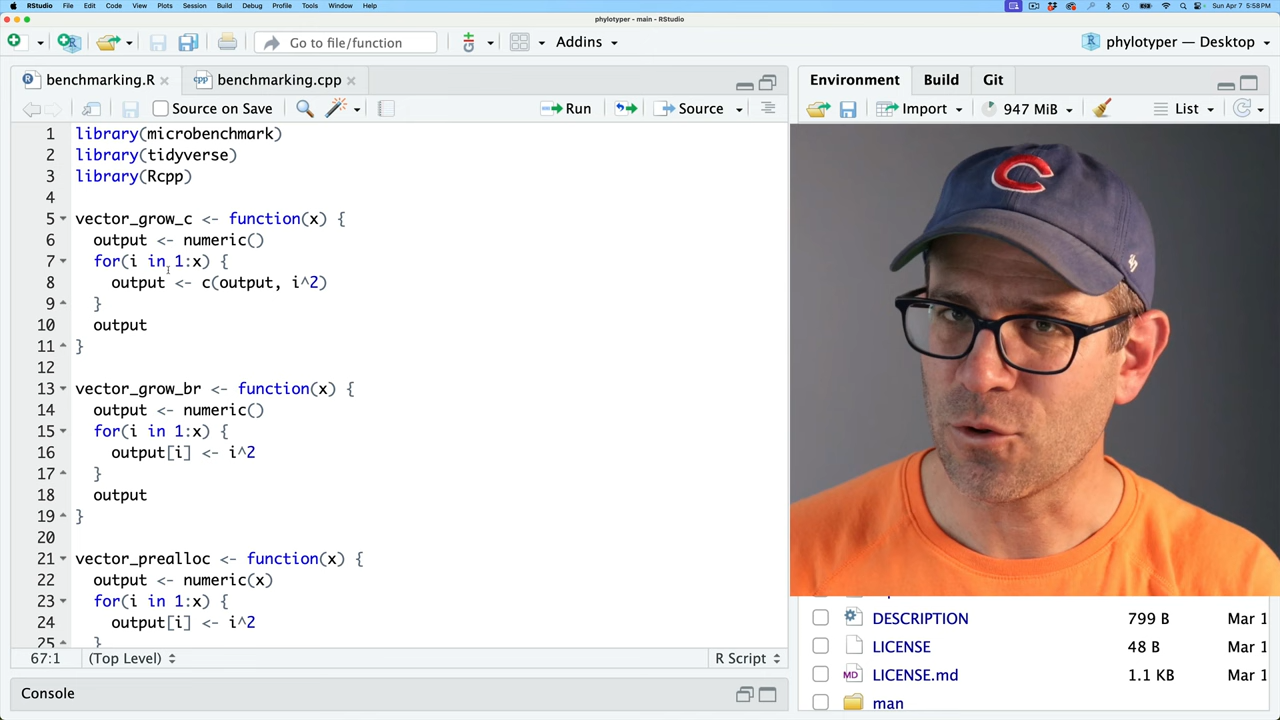 RStudio File Edit Code View Plots Session Build Debug Profile Tools Window Help Sun Apr 7 5:58 PM
phylotyper - main - RStudio
Go to file/function Addins phylotyper — Desktop
benchmarking.R benchmarking.cpp
Source on Save Run Source
1 library(microbenchmark)
2 library(tidyverse)
3 library(Rcpp)
4
5 vector_grow_c <- function(x) {
6 output <- numeric()
7 for(i in 1:x) {
8 output <- c(output, i^2)
9 }
10 output
11 }
12
13 vector_grow_br <- function(x) {
14 output <- numeric()
15 for(i in 1:x) {
16 output[i] <- i^2
17 }
18 output
19 }
20
21 vector_prealloc <- function(x) {
22 output <- numeric(x)
23 for(i in 1:x) {
24 output[i] <- i^2
25 }
67:1 (Top Level) R Script
Console
Environment Build Git
Import 947 MiB List
C
DESCRIPTION 799 B Mar 1
LICENSE 48 B Mar 1
LICENSE.md 1.1 KB Mar 1
man